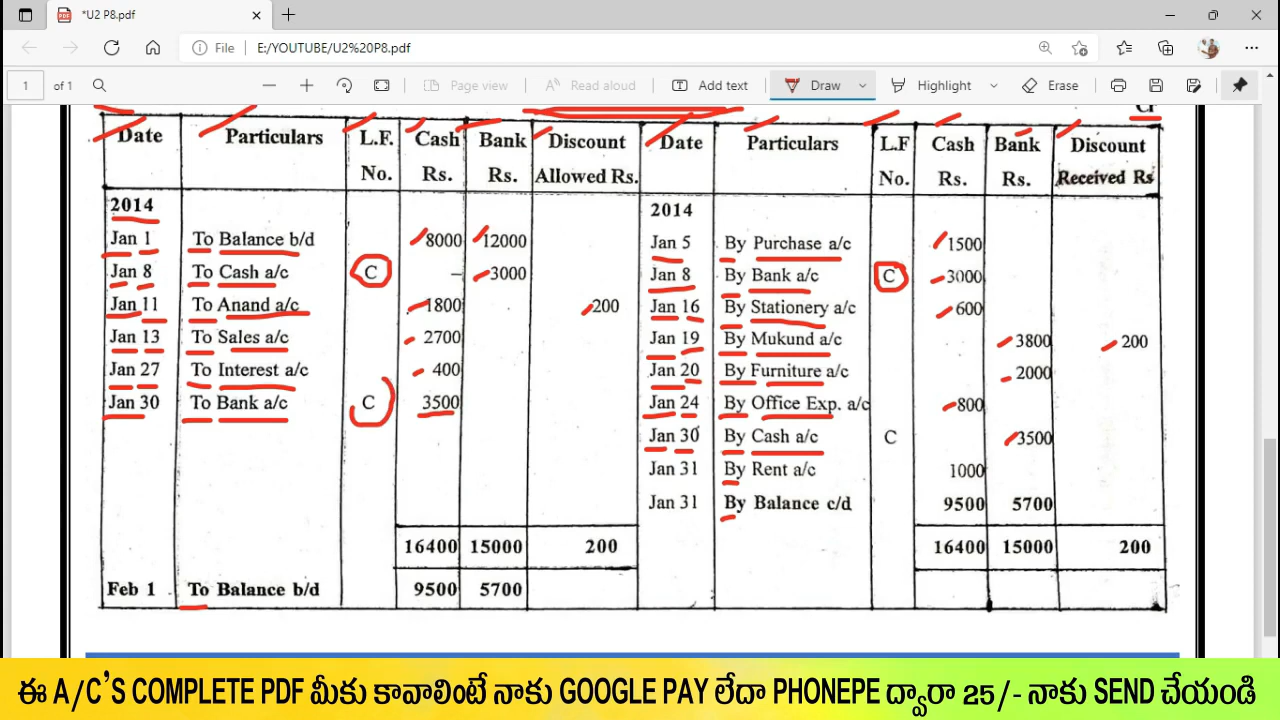 *U2 P8.pdf
File E:/YOUTUBE/U2%20P8.pdf
1 of 1 Page view Read aloud Add text Draw Highlight Erase
Date Particulars L.F. Cash Bank Discount Date Particulars L.F Cash Bank Discount
No. Rs. Rs. Allowed Rs. No. Rs. Rs. Received Rs
2014 2014
Jan 1 To Balance b/d 8000 12000 Jan 5 By Purchase a/c 1500
Jan 8 To Cash a/c C – 3000 Jan 8 By Bank a/c C 3000
Jan 11 To Anand a/c 1800 200 Jan 16 By Stationery a/c 600
Jan 13 To Sales a/c 2700 Jan 19 By Mukund a/c 3800 200
Jan 27 To Interest a/c 400 Jan 20 By Furniture a/c 2000
Jan 30 To Bank a/c C 3500 Jan 24 By Office Exp. a/c 800
Jan 30 By Cash a/c C 3500
Jan 31 By Rent a/c 1000
Jan 31 By Balance c/d 9500 5700
16400 15000 200 16400 15000 200
Feb 1 To Balance b/d 9500 5700
ఈ A/C'S COMPLETE PDF మీకు కావాలింటే నాకు GOOGLE PAY లేదా PHONEPE ద్వారా 25/- నాకు SEND చేయండి